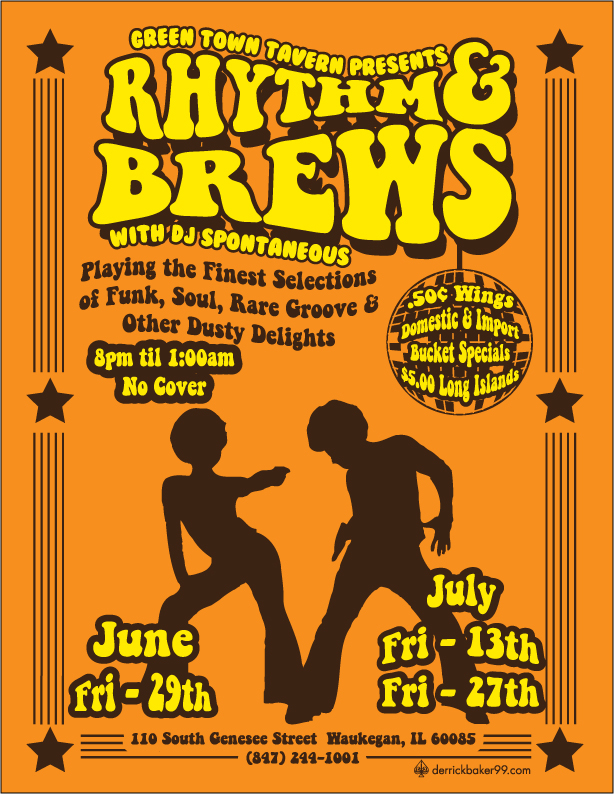 GREEN TOWN TAVERN PRESENTS
RHYTHM &
BREWS
WITH DJ SPONTANEOUS
Playing the Finest Selections
of Funk, Soul, Rare Groove &
Other Dusty Delights
8pm til 1:00am
No Cover
.50¢ Wings
Domestic & Import
Bucket Specials
$5.00 Long Islands
June
Fri - 29th
July
Fri - 13th
Fri - 27th
110 South Genesee Street Waukegan, IL 60085
(847) 244-1001
derrickbaker99.com